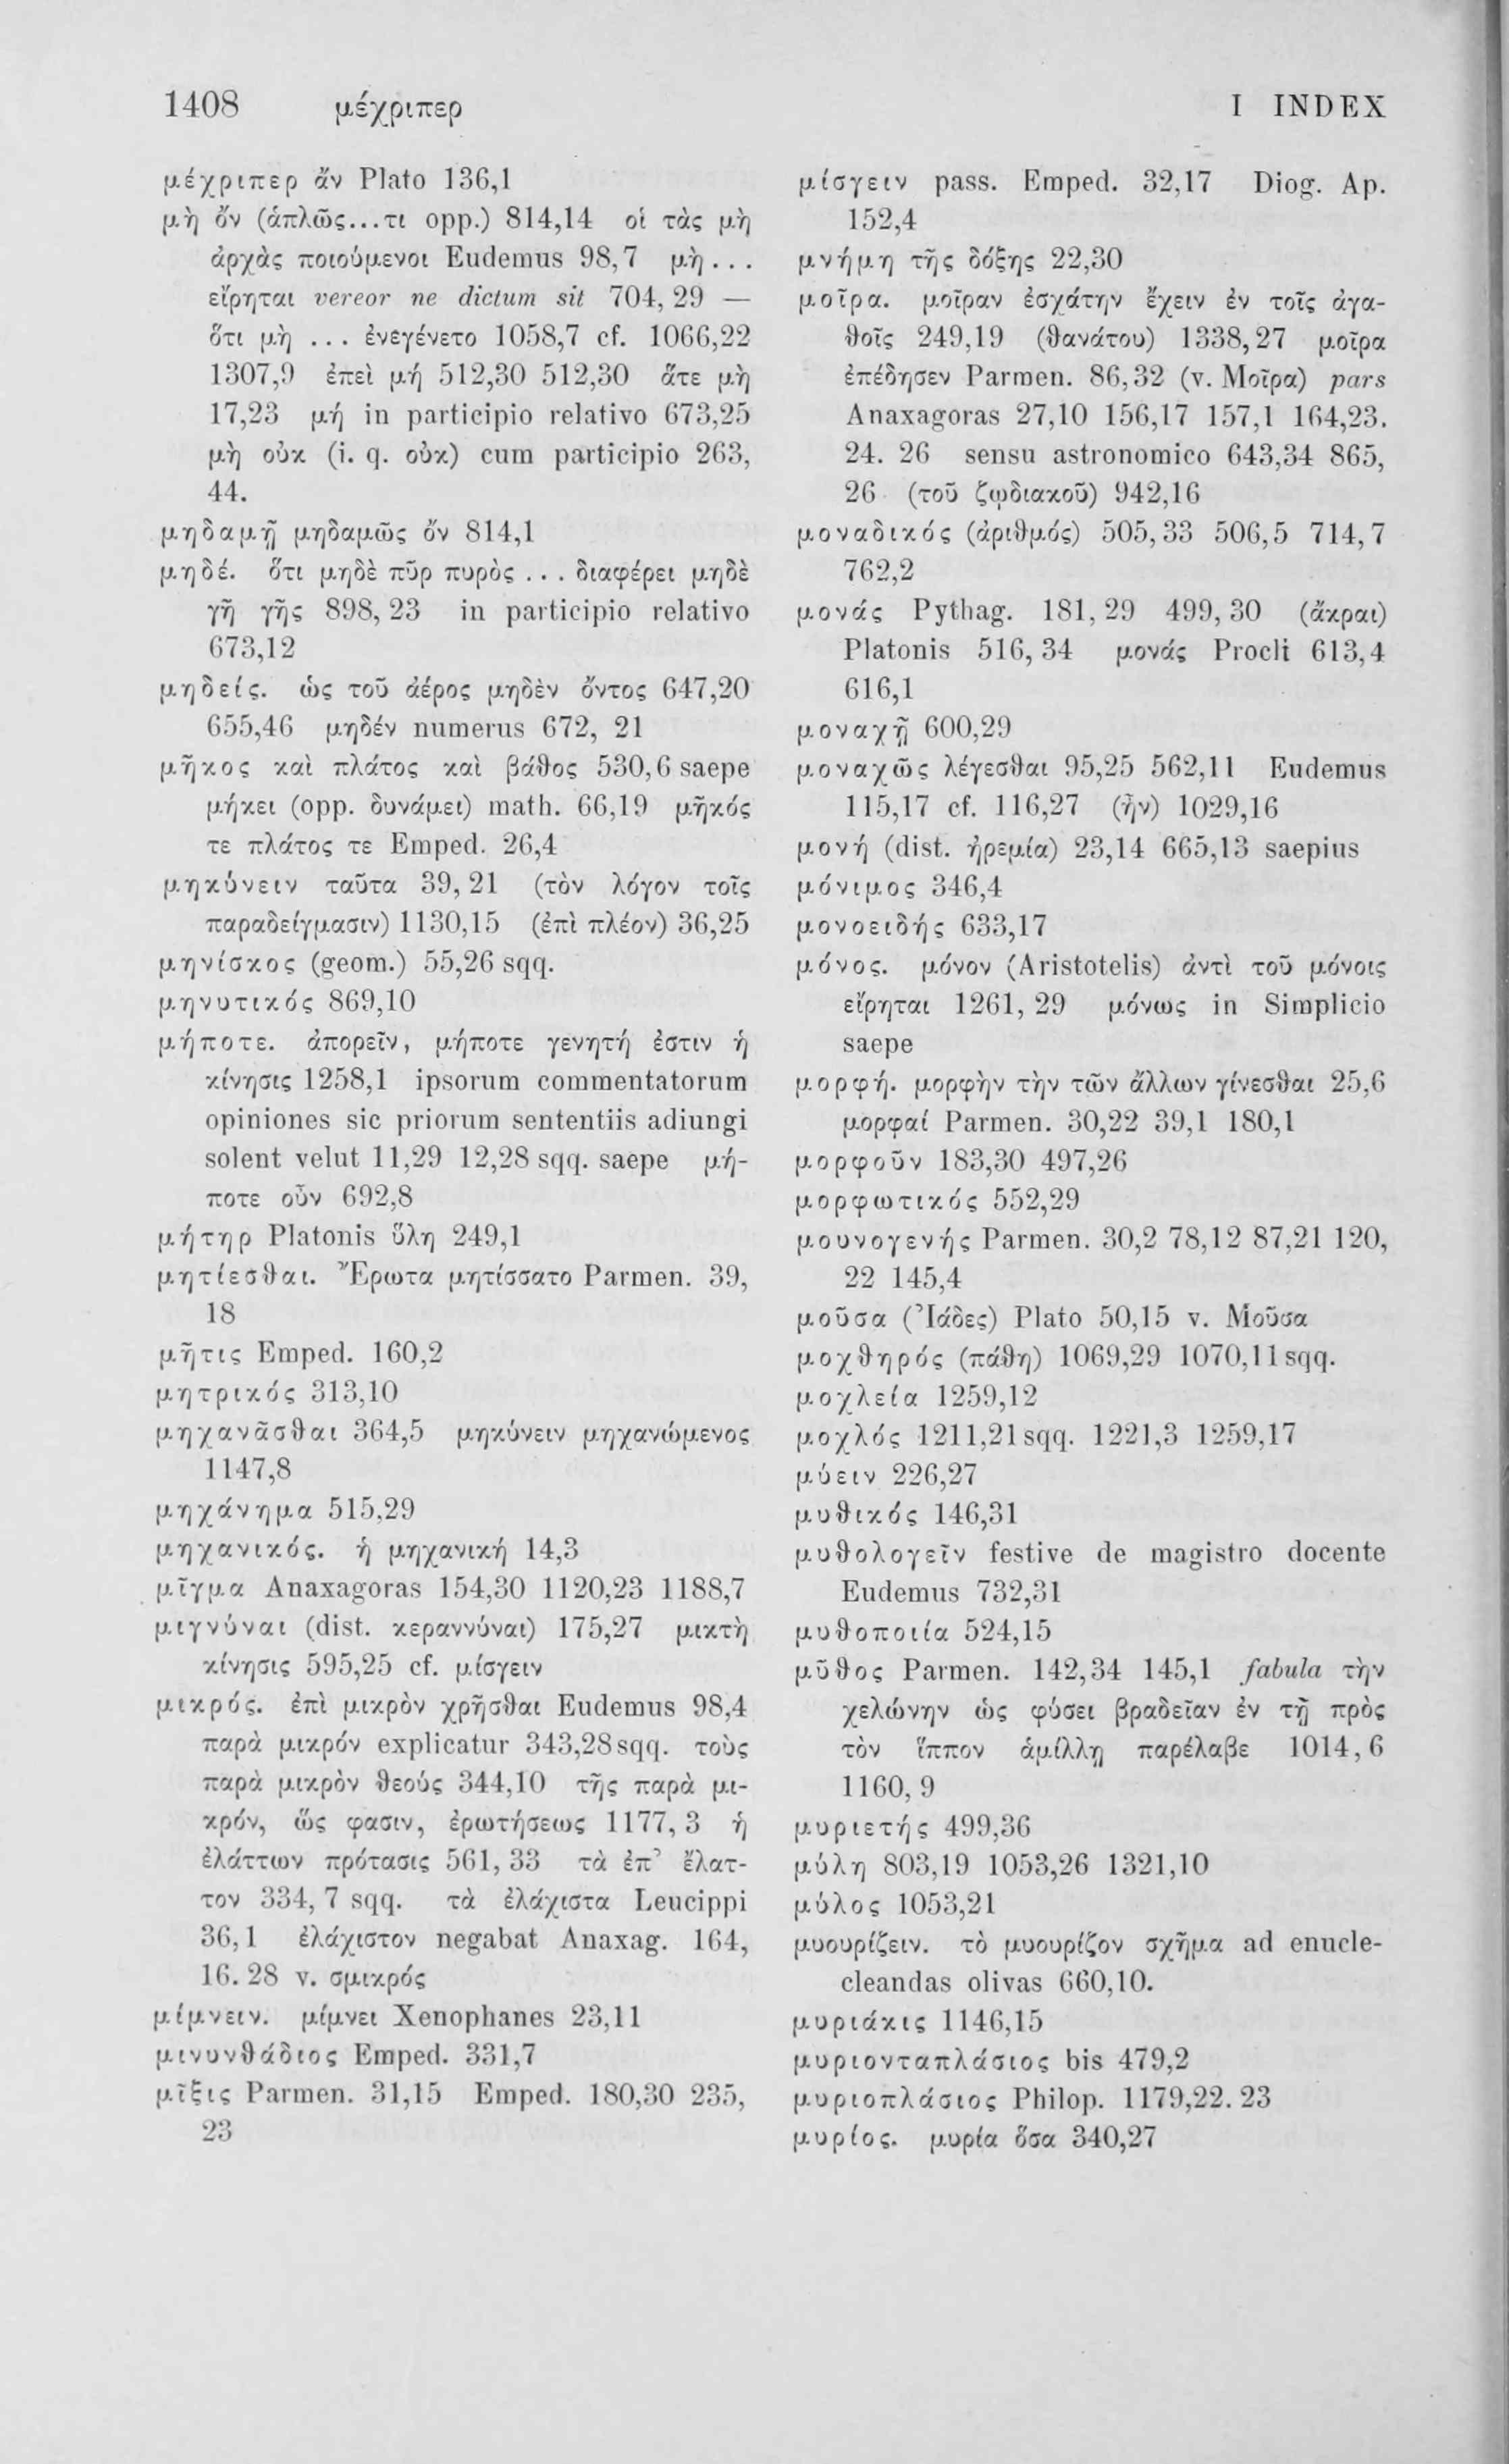 1408 μέχριπερ I INDEX
μέχριπερ ἄν Plato 136,1
μὴ ὄν (ἁπλῶς...τι opp.) 814,14 οἱ τὰς μὴ
ἀρχὰς ποιούμενοι Eudemus 98,7 μὴ...
εἴρηται vereor ne dictum sit 704, 29 —
ὅτι μὴ ... ἐνεγένετο 1058,7 cf. 1066,22
1307,9 ἐπεὶ μή 512,30 512,30 ἅτε μὴ
17,23 μή in participio relativo 673,25
μὴ οὐκ (i. q. οὐκ) cum participio 263,
44.
μηδαμῇ μηδαμῶς ὄν 814,1
μηδέ. ὅτι μηδὲ πῦρ πυρὸς ... διαφέρει μηδὲ
γῆ γῆς 898, 23 in participio relativo
673,12
μηδείς. ὡς τοῦ ἀέρος μηδὲν ὄντος 647,20
655,46 μηδέν numerus 672, 21
μῆκος καὶ πλάτος καὶ βάθος 530,6 saepe
μήκει (opp. δυνάμει) math. 66,19 μῆκός
τε πλάτος τε Emped. 26,4
μηκύνειν ταῦτα 39, 21 (τὸν λόγον τοῖς
παραδείγμασιν) 1130,15 (ἐπὶ πλέον) 36,25
μηνίσκος (geom.) 55,26 sqq.
μηνυτικός 869,10
μήποτε. ἀπορεῖν, μήποτε γενητή ἐστιν ἡ
κίνησις 1258,1 ipsorum commentatorum
opiniones sic priorum sententiis adiungi
solent velut 11,29 12,28 sqq. saepe μή-
ποτε οὖν 692,8
μήτηρ Platonis ὕλη 249,1
μητίεσθαι. Ἔρωτα μητίσσατο Parmen. 39,
18
μῆτις Emped. 160,2
μητρικός 313,10
μηχανᾶσθαι 364,5 μηκύνειν μηχανώμενος
1147,8
μηχάνημα 515,29
μηχανικός. ἡ μηχανική 14,3
μῖγμα Anaxagoras 154,30 1120,23 1188,7
μιγνύναι (dist. κεραννύναι) 175,27 μικτὴ
κίνησις 595,25 cf. μίσγειν
μικρός. ἐπὶ μικρὸν χρῆσθαι Eudemus 98,4
παρὰ μικρόν explicatur 343,28 sqq. τοὺς
παρὰ μικρὸν θεούς 344,10 τῆς παρὰ μι-
κρόν, ὥς φασιν, ἐρωτήσεως 1177, 3 ἡ
ἐλάττων πρότασις 561, 33 τὰ ἐπ’ ἔλατ-
τον 334, 7 sqq. τὰ ἐλάχιστα Leucippi
36,1 ἐλάχιστον negabat Anaxag. 164,
16. 28 v. σμικρός
μίμνειν. μίμνει Xenophanes 23,11
μινυνθάδιος Emped. 331,7
μῖξις Parmen. 31,15 Emped. 180,30 235,
23
μίσγειν pass. Emped. 32,17 Diog. Ap.
152,4
μνήμη τῆς δόξης 22,30
μοῖρα. μοῖραν ἐσχάτην ἔχειν ἐν τοῖς ἀγα-
θοῖς 249,19 (θανάτου) 1338,27 μοῖρα
ἐπέδησεν Parmen. 86,32 (v. Μοῖρα) pars
Anaxagoras 27,10 156,17 157,1 164,23.
24. 26 sensu astronomico 643,34 865,
26 (τοῦ ζῳδιακοῦ) 942,16
μοναδικός (ἀριθμός) 505,33 506,5 714,7
762,2
μονάς Pythag. 181, 29 499, 30 (ἄκραι)
Platonis 516, 34 μονάς Procli 613,4
616,1
μοναχῇ 600,29
μοναχῶς λέγεσθαι 95,25 562,11 Eudemus
115,17 cf. 116,27 (ἦν) 1029,16
μονή (dist. ἠρεμία) 23,14 665,13 saepius
μόνιμος 346,4
μονοειδής 633,17
μόνος. μόνον (Aristotelis) ἀντὶ τοῦ μόνοις
εἴρηται 1261, 29 μόνως in Simplicio
saepe
μορφή. μορφὴν τὴν τῶν ἄλλων γίνεσθαι 25,6
μορφαί Parmen. 30,22 39,1 180,1
μορφοῦν 183,30 497,26
μορφωτικός 552,29
μουνογενής Parmen. 30,2 78,12 87,21 120,
22 145,4
μοῦσα (Ἰάδες) Plato 50,15 v. Μοῦσα
μοχθηρός (πάθη) 1069,29 1070,11 sqq.
μοχλεία 1259,12
μοχλός 1211,21 sqq. 1221,3 1259,17
μύειν 226,27
μυθικός 146,31
μυθολογεῖν festive de magistro docente
Eudemus 732,31
μυθοποιία 524,15
μῦθος Parmen. 142,34 145,1 fabula τὴν
χελώνην ὡς φύσει βραδεῖαν ἐν τῇ πρὸς
τὸν ἵππον ἁμίλλῃ παρέλαβε 1014, 6
1160, 9
μυριετής 499,36
μύλη 803,19 1053,26 1321,10
μύλος 1053,21
μυουρίζειν. τὸ μυουρίζον σχῆμα ad enucle-
cleandas olivas 660,10.
μυριάκις 1146,15
μυριονταπλάσιος bis 479,2
μυριοπλάσιος Philop. 1179,22. 23
μυρίος. μυρία ὅσα 340,27